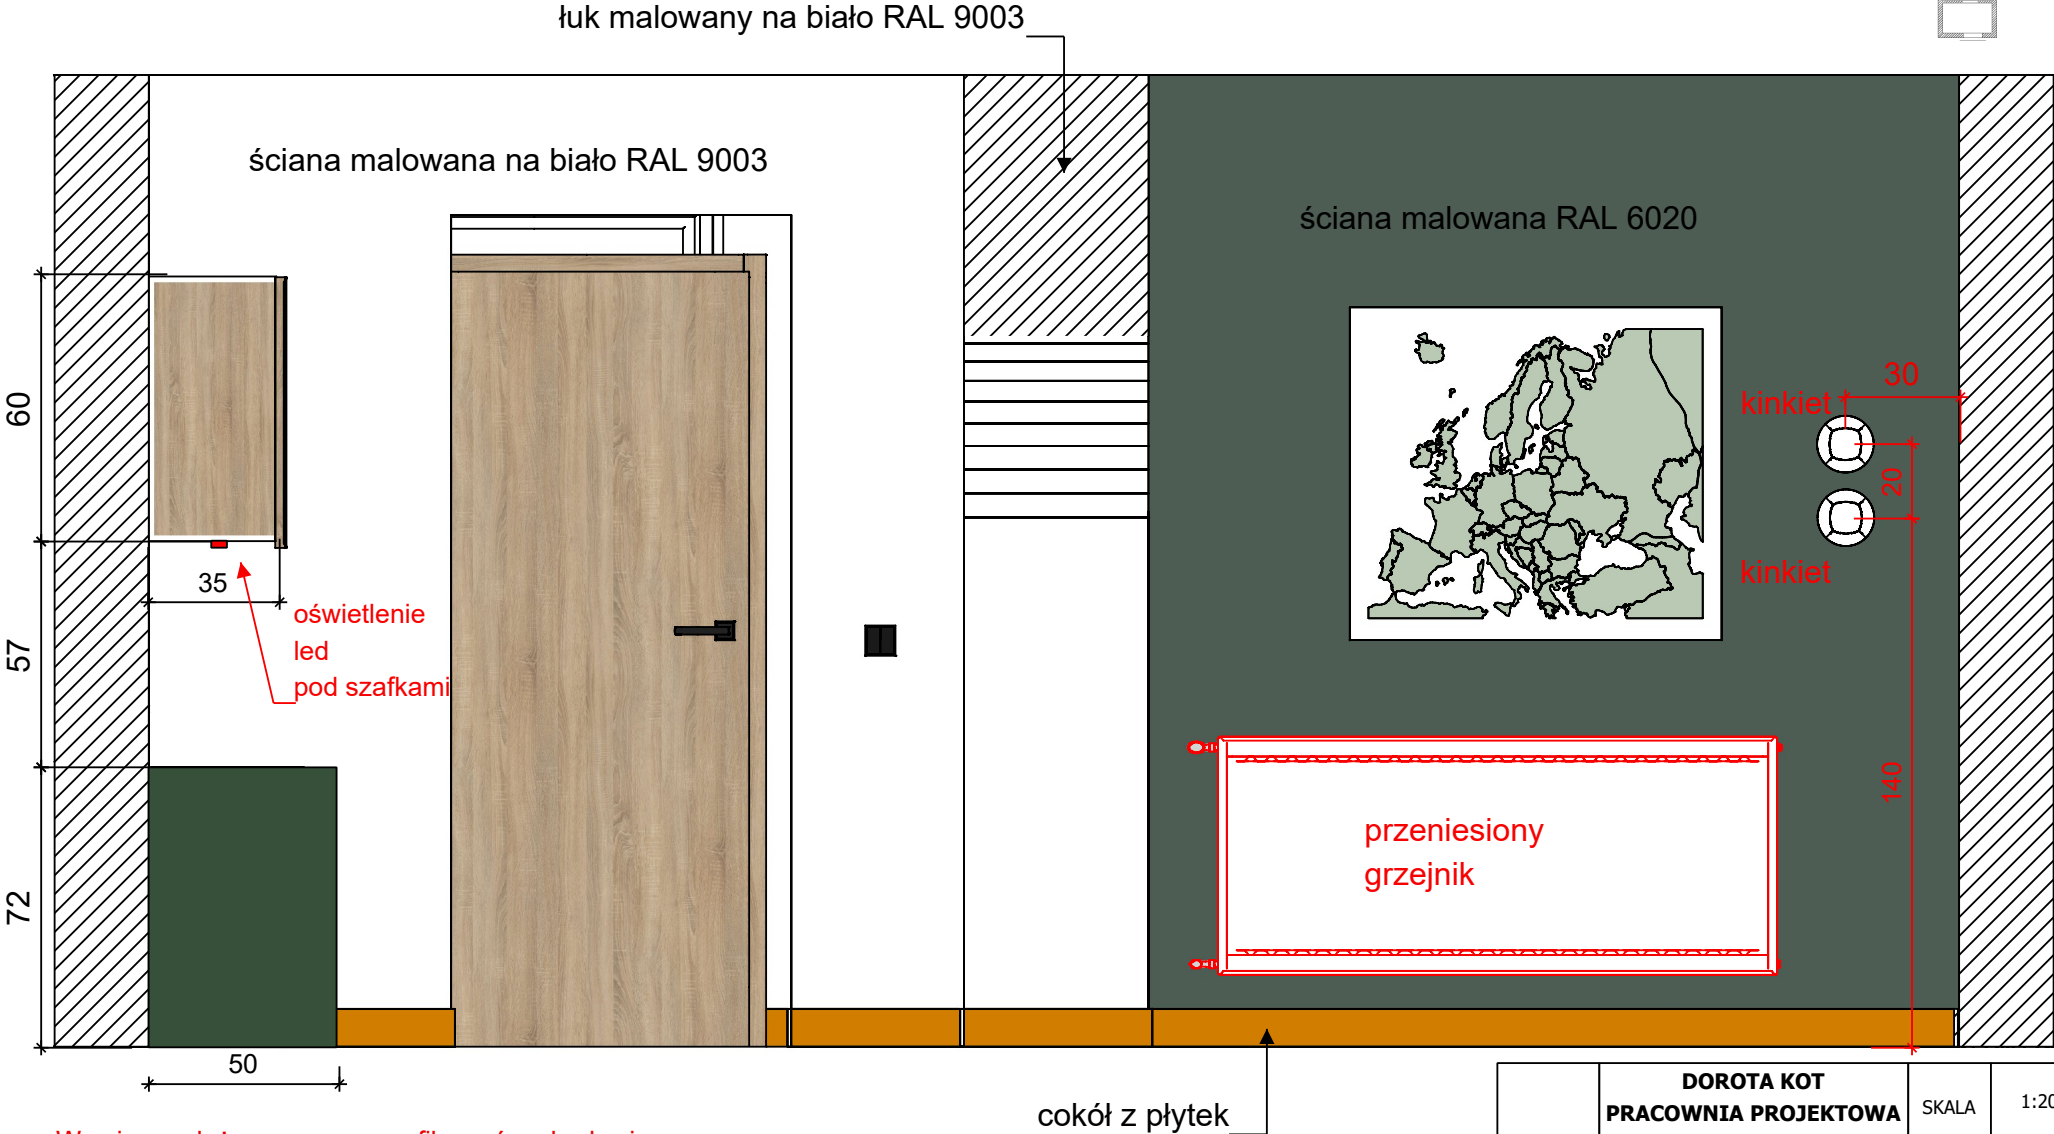 łuk malowany na biało RAL 9003
ściana malowana na biało RAL 9003
ściana malowana RAL 6020
30
kinkiet
60
20
kinkiet
35
oświetlenie
led
pod szafkami
57
140
przeniesiony
grzejnik
72
50
cokół z płytek
DOROTA KOT
PRACOWNIA PROJEKTOWA
SKALA
1:20